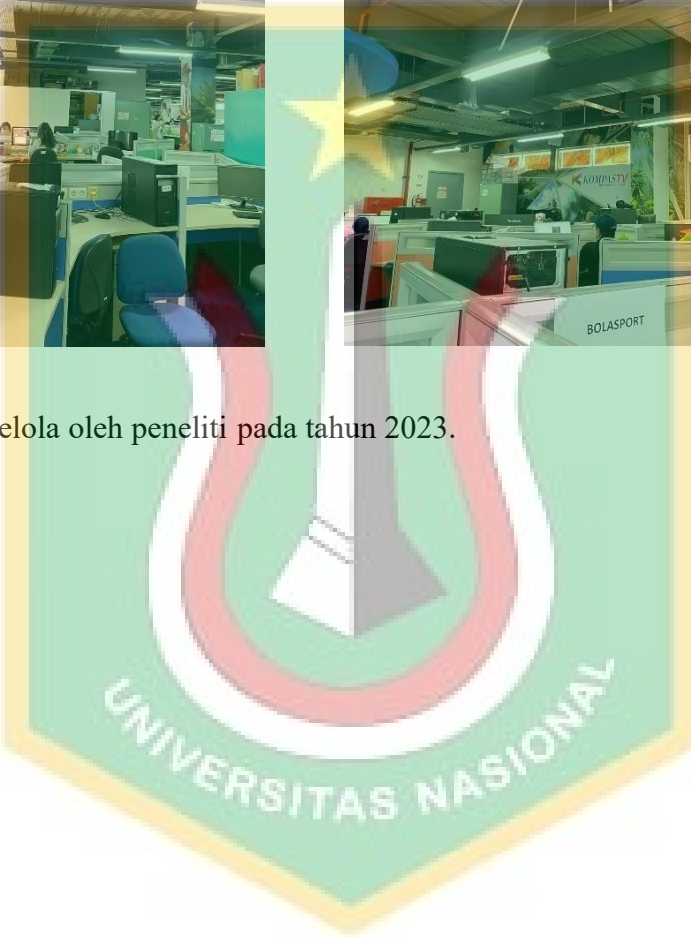 KOMPASTV
BOLASPORT
elola oleh peneliti pada tahun 2023.
UNIVERSITAS NASIONAL